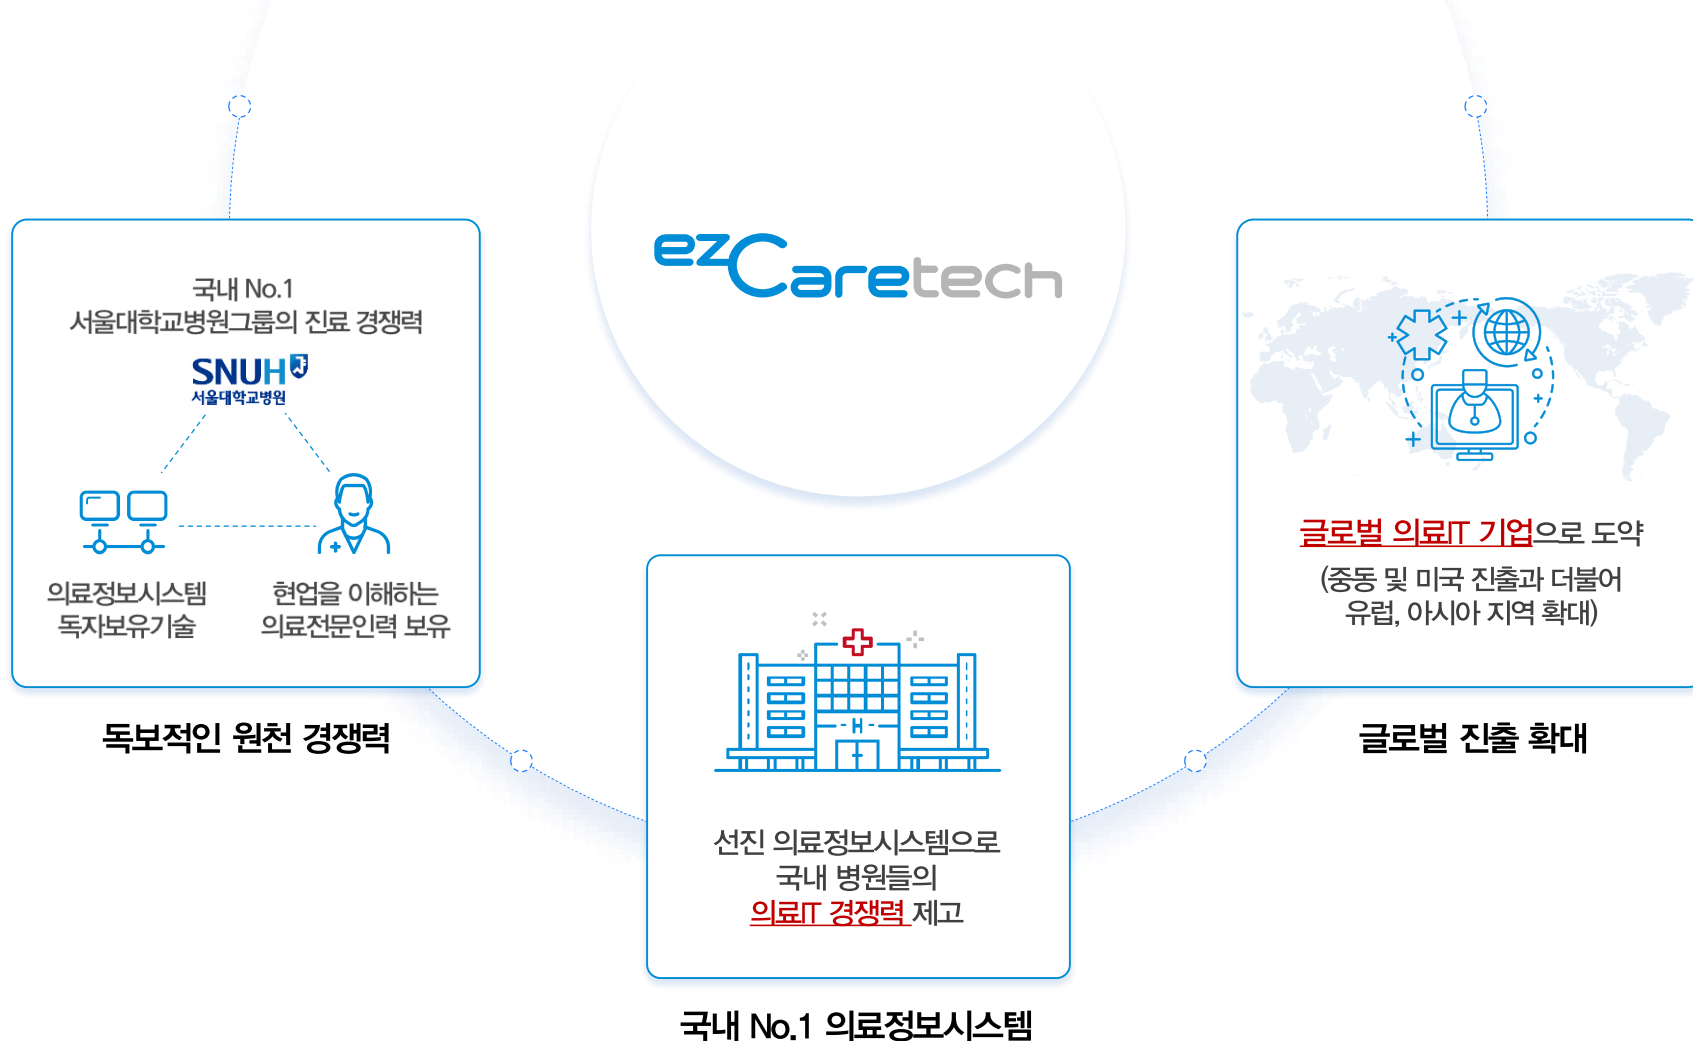 ezCaretech
국내 No.1
서울대학교병원그룹의 진료 경쟁력
SNUH
서울대학교병원
의료정보시스템
독자보유기술
현업을 이해하는
의료전문인력 보유
독보적인 원천 경쟁력
H
선진 의료정보시스템으로
국내 병원들의
의료IT 경쟁력 제고
국내 No.1 의료정보시스템
글로벌 의료IT 기업으로 도약
(중동 및 미국 진출과 더불어
유럽, 아시아 지역 확대)
글로벌 진출 확대